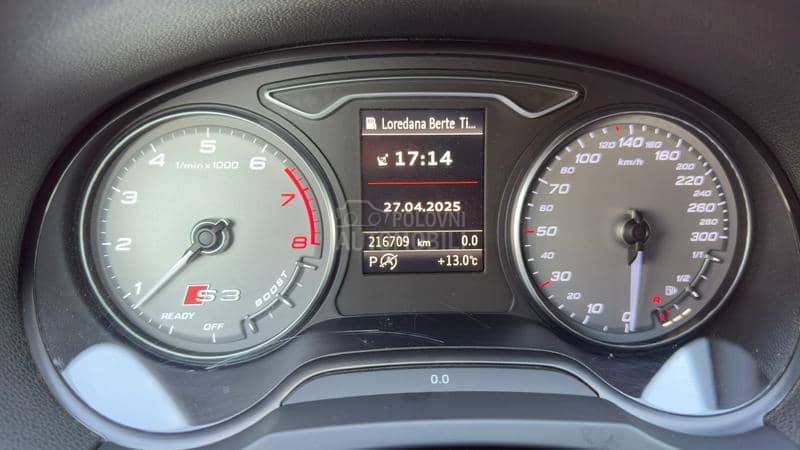 Loredana Berte Ti...
17:14
27.04.2025
216709 km 0.0
P A +13.0°C
1/min x 1000
1 2 3 4 5 6 7 8
S3
READY OFF BOOST
km/h
0 10 20 30 40 50 60 70 80 100 120 140 160 180 200 220 240 260 280 300
R 1/2 1/1
0.0
POLOVNI
AUTOMOBILI